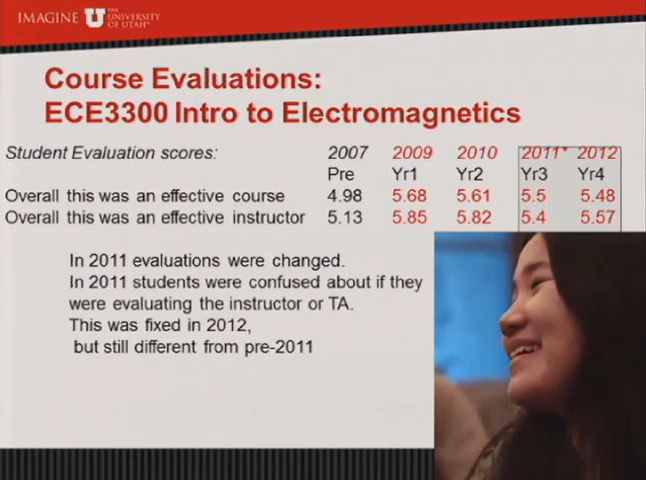 IMAGINE U THE UNIVERSITY OF UTAH
Course Evaluations:
ECE3300 Intro to Electromagnetics
Student Evaluation scores: 2007 2009 2010 2011* 2012
Pre Yr1 Yr2 Yr3 Yr4
Overall this was an effective course 4.98 5.68 5.61 5.5 5.48
Overall this was an effective instructor 5.13 5.85 5.82 5.4 5.57
In 2011 evaluations were changed.
In 2011 students were confused about if they
were evaluating the instructor or TA.
This was fixed in 2012,
but still different from pre-2011